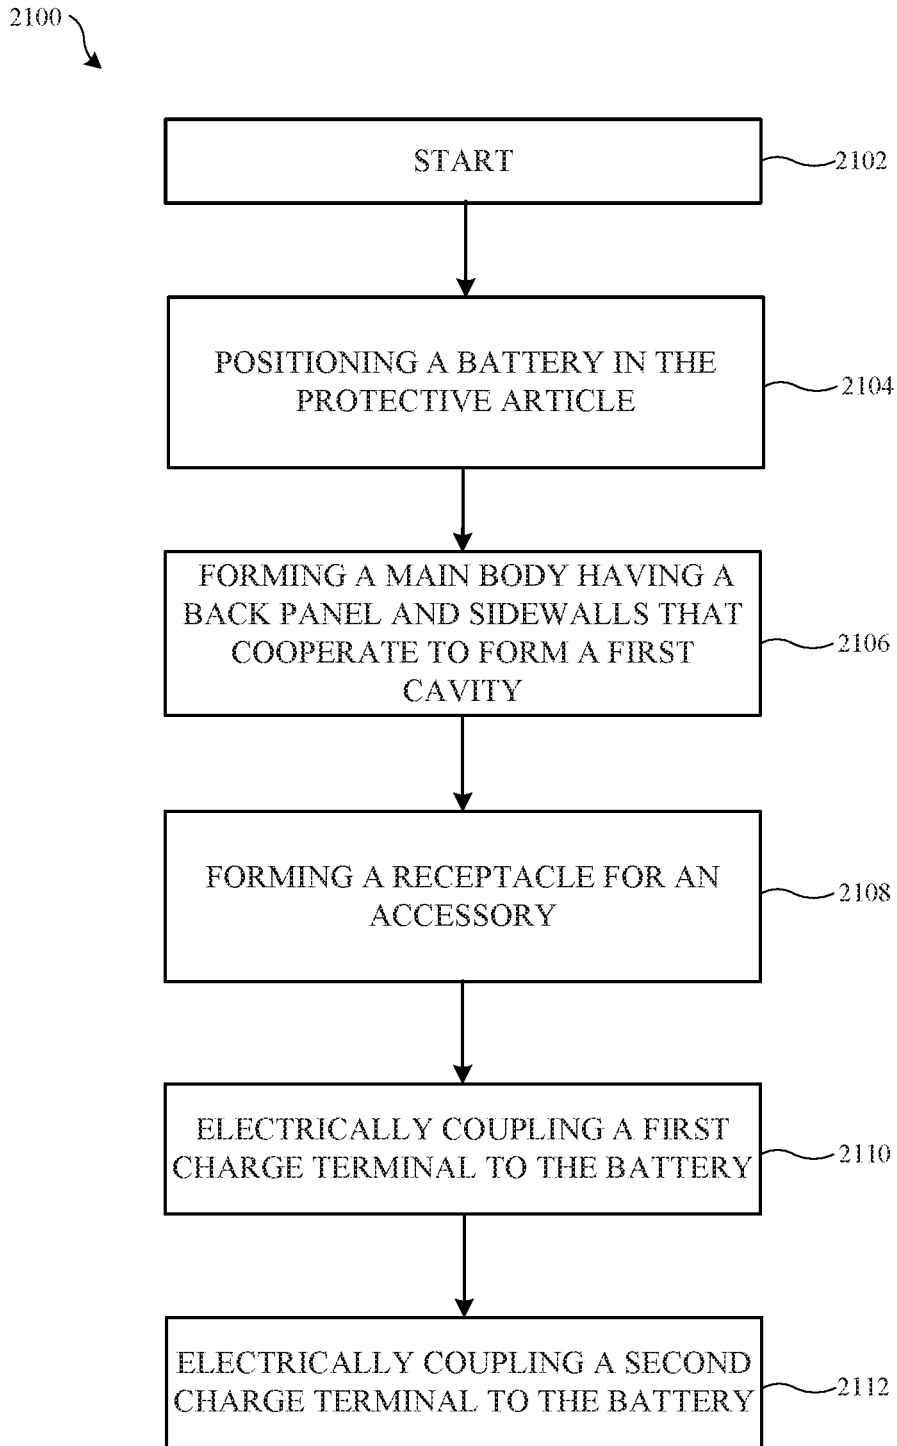 2100
START
2102
POSITIONING A BATTERY IN THE
PROTECTIVE ARTICLE
2104
FORMING A MAIN BODY HAVING A
BACK PANEL AND SIDEWALLS THAT
COOPERATE TO FORM A FIRST
CAVITY
2106
FORMING A RECEPTACLE FOR AN
ACCESSORY
2108
ELECTRICALLY COUPLING A FIRST
CHARGE TERMINAL TO THE BATTERY
2110
ELECTRICALLY COUPLING A SECOND
CHARGE TERMINAL TO THE BATTERY
2112